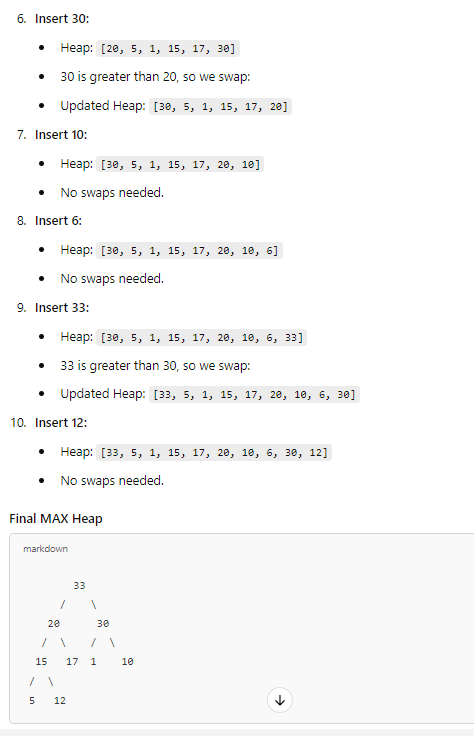 6. Insert 30:
• Heap: [20, 5, 1, 15, 17, 30]
• 30 is greater than 20, so we swap:
• Updated Heap: [30, 5, 1, 15, 17, 20]
7. Insert 10:
• Heap: [30, 5, 1, 15, 17, 20, 10]
• No swaps needed.
8. Insert 6:
• Heap: [30, 5, 1, 15, 17, 20, 10, 6]
• No swaps needed.
9. Insert 33:
• Heap: [30, 5, 1, 15, 17, 20, 10, 6, 33]
• 33 is greater than 30, so we swap:
• Updated Heap: [33, 5, 1, 15, 17, 20, 10, 6, 30]
10. Insert 12:
• Heap: [33, 5, 1, 15, 17, 20, 10, 6, 30, 12]
• No swaps needed.
Final MAX Heap
markdown
33
/ \
20 30
/ \ / \
15 17 1 10
/ \
5 12